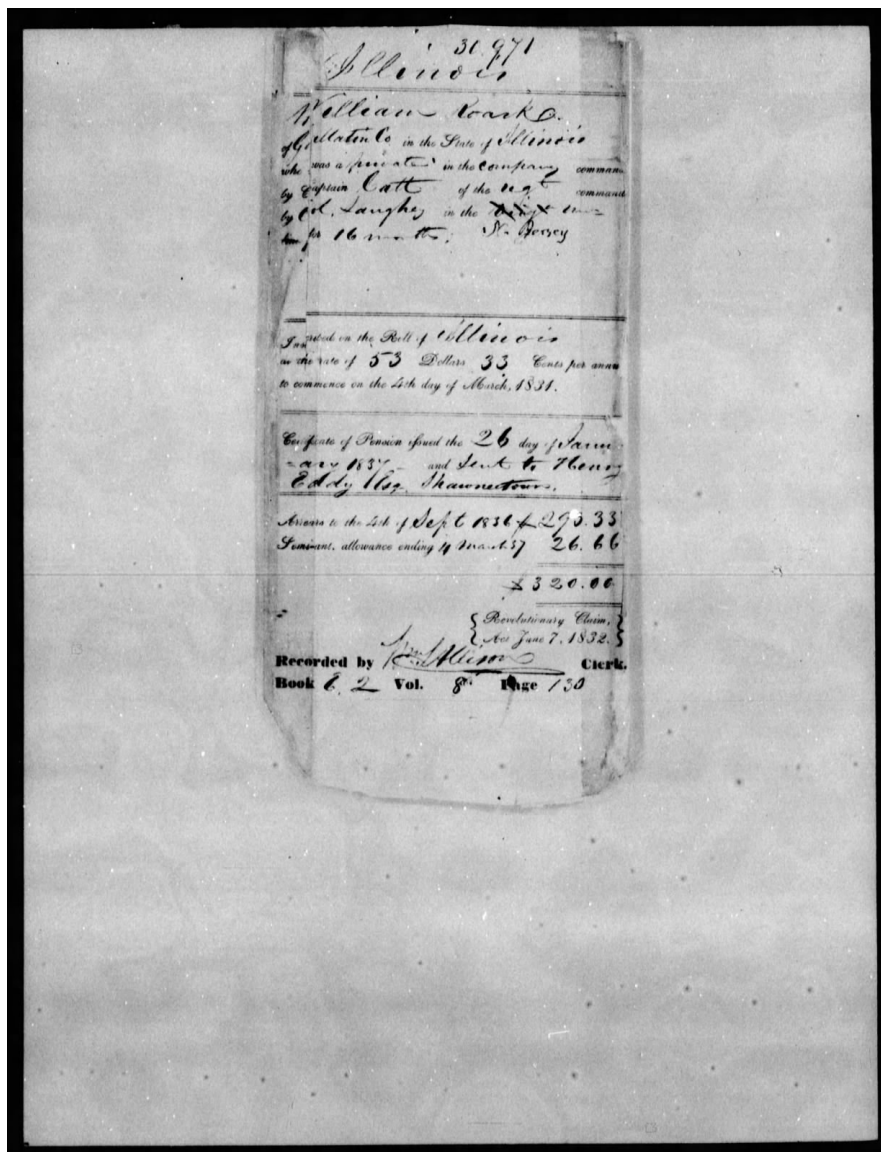 30.971
Illinois
William Roark
of Gallatin Co in the State of Illinois
who was a private in the company command
by Captain Catt of the regt command
by Col. in the
for 16 months; N. Jersey
Inscribed on the Roll of Illinois
at the rate of 53 Dollars 33 Cents per annum
to commence on the 4th day of March, 1831.
Certificate of Pension issued the 26 day of Janu
=ary 1837 and Sent to Henry
Eddy Esq. Shawneetown.
Arrears to the 4th of Sept 1836 $293.33
Semi-ant. allowance ending 4 March 37 26.66
$320.00
Revolutionary Claim,
Act June 7, 1832.
Recorded by Wm Allison Clerk.
Book E. 2 Vol. 8 Page 130